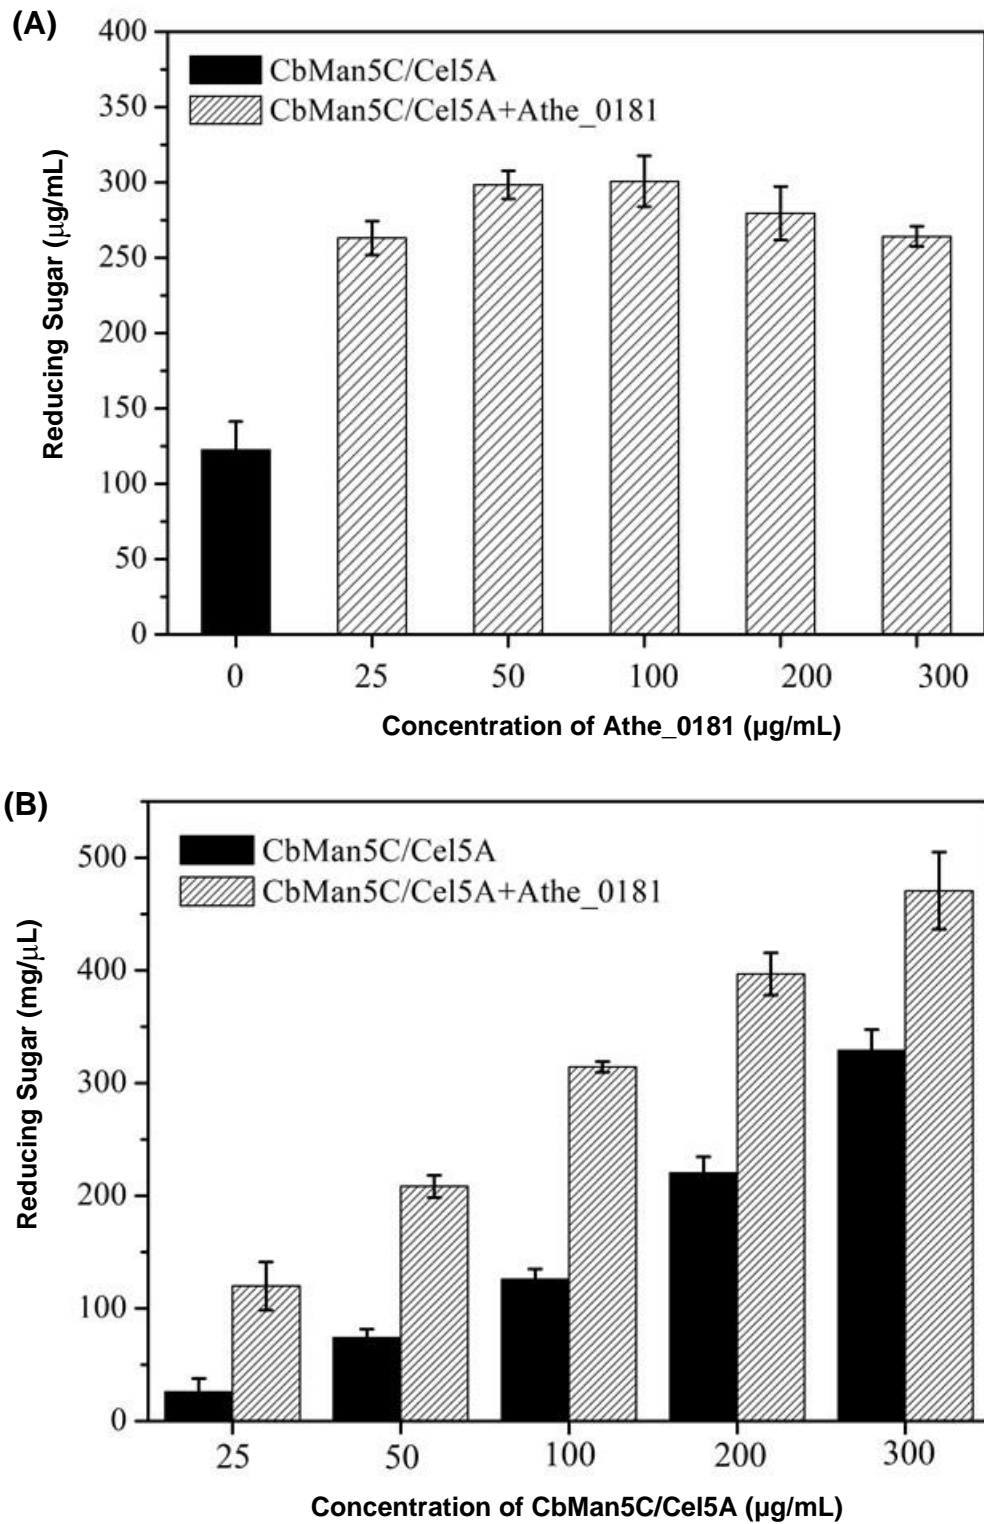 (A)
400
350
300
250
200
150
100
50
0
Reducing Sugar (μg/mL)
CbMan5C/Cel5A
CbMan5C/Cel5A+Athe_0181
0 25 50 100 200 300
Concentration of Athe_0181 (μg/mL)
(B)
500
400
300
200
100
0
Reducing Sugar (mg/μL)
CbMan5C/Cel5A
CbMan5C/Cel5A+Athe_0181
25 50 100 200 300
Concentration of CbMan5C/Cel5A (μg/mL)